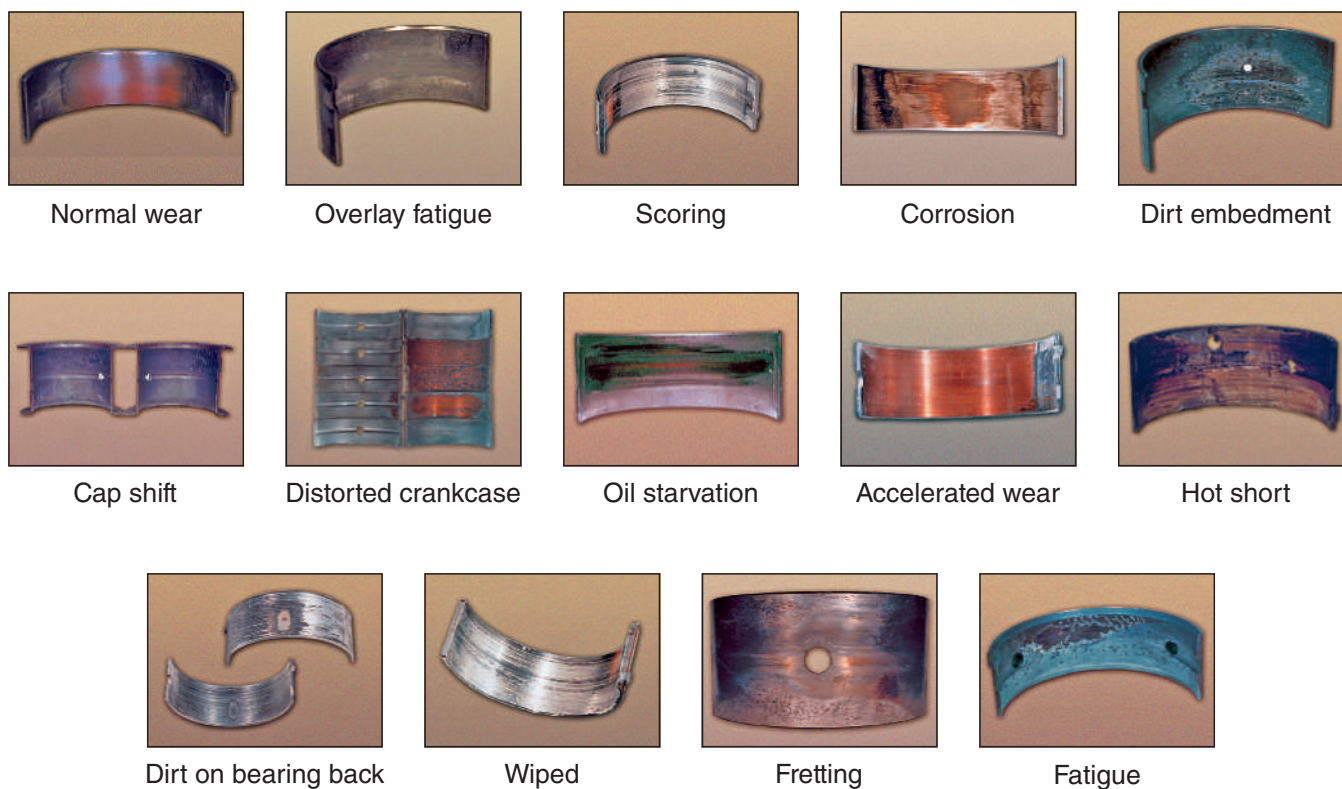 Normal wear
Overlay fatigue
Scoring
Corrosion
Dirt embedment
Cap shift
Distorted crankcase
Oil starvation
Accelerated wear
Hot short
Dirt on bearing back
Wiped
Fretting
Fatigue